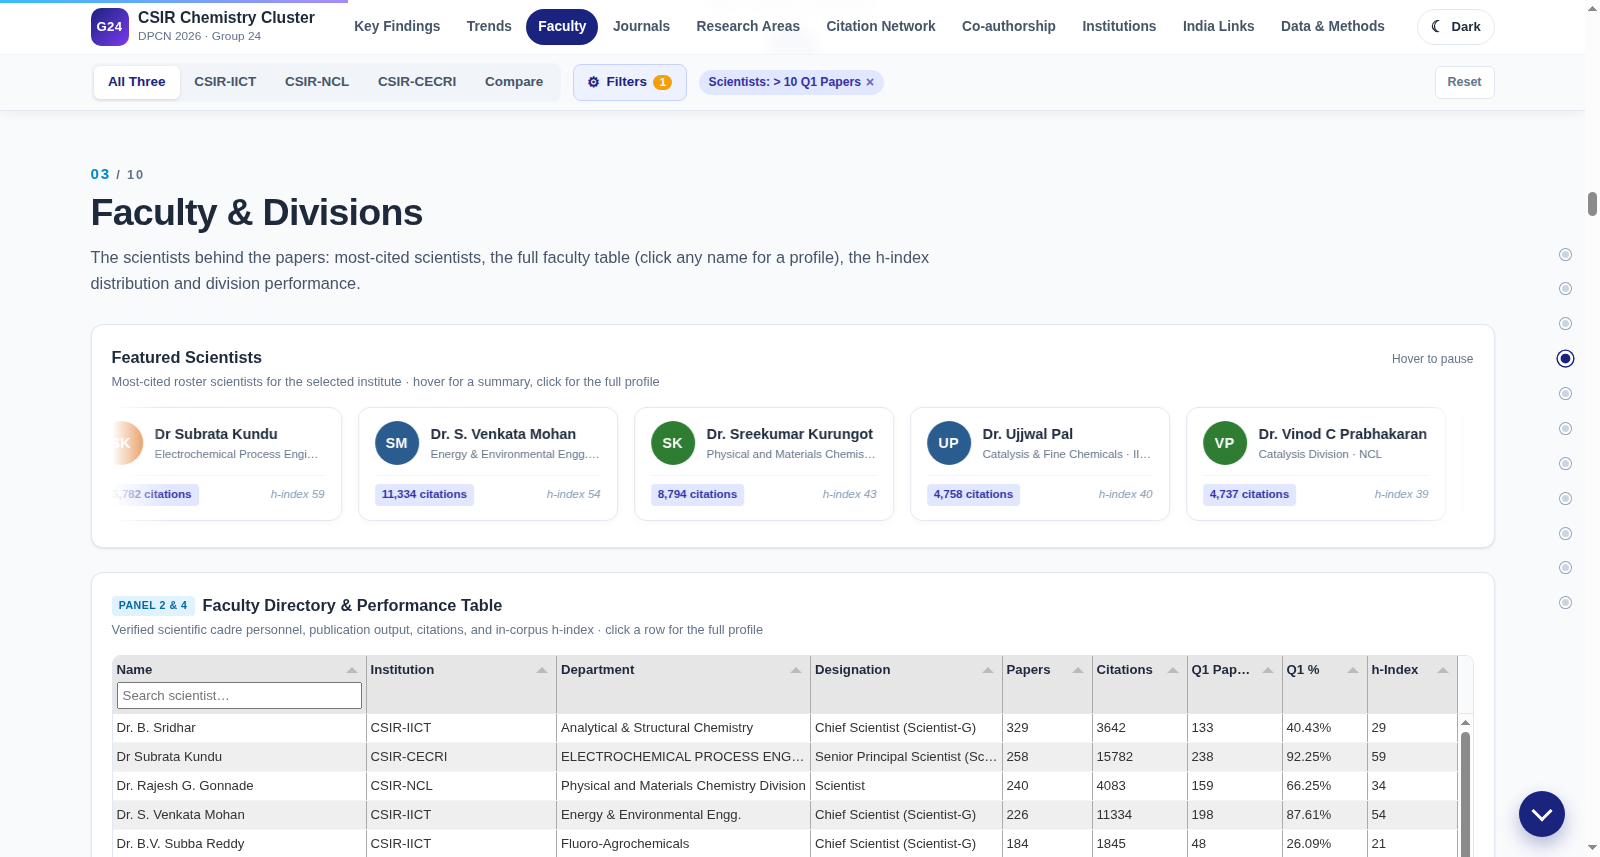 G24
CSIR Chemistry Cluster
DPCN 2026 · Group 24
Key Findings
Trends
Faculty
Journals
Research Areas
Citation Network
Co-authorship
Institutions
India Links
Data & Methods
Dark
All Three
CSIR-IICT
CSIR-NCL
CSIR-CECRI
Compare
Filters 1
Scientists: > 10 Q1 Papers ×
Reset
03 / 10
Faculty & Divisions
The scientists behind the papers: most-cited scientists, the full faculty table (click any name for a profile), the h-index
distribution and division performance.
Featured Scientists
Hover to pause
Most-cited roster scientists for the selected institute · hover for a summary, click for the full profile
SK
Dr Subrata Kundu
Electrochemical Process Engi…
5,782 citations
h-index 59
SM
Dr. S. Venkata Mohan
Energy & Environmental Engg.…
11,334 citations
h-index 54
SK
Dr. Sreekumar Kurungot
Physical and Materials Chemis…
8,794 citations
h-index 43
UP
Dr. Ujjwal Pal
Catalysis & Fine Chemicals · II…
4,758 citations
h-index 40
VP
Dr. Vinod C Prabhakaran
Catalysis Division · NCL
4,737 citations
h-index 39
PANEL 2 & 4 Faculty Directory & Performance Table
Verified scientific cadre personnel, publication output, citations, and in-corpus h-index · click a row for the full profile
Name Institution Department Designation Papers Citations Q1 Pap… Q1 % h-Index
Search scientist…
Dr. B. Sridhar CSIR-IICT Analytical & Structural Chemistry Chief Scientist (Scientist-G) 329 3642 133 40.43% 29
Dr Subrata Kundu CSIR-CECRI ELECTROCHEMICAL PROCESS ENG… Senior Principal Scientist (Sc… 258 15782 238 92.25% 59
Dr. Rajesh G. Gonnade CSIR-NCL Physical and Materials Chemistry Division Scientist 240 4083 159 66.25% 34
Dr. S. Venkata Mohan CSIR-IICT Energy & Environmental Engg. Chief Scientist (Scientist-G) 226 11334 198 87.61% 54
Dr. B.V. Subba Reddy CSIR-IICT Fluoro-Agrochemicals Chief Scientist (Scientist-G) 184 1845 48 26.09% 21